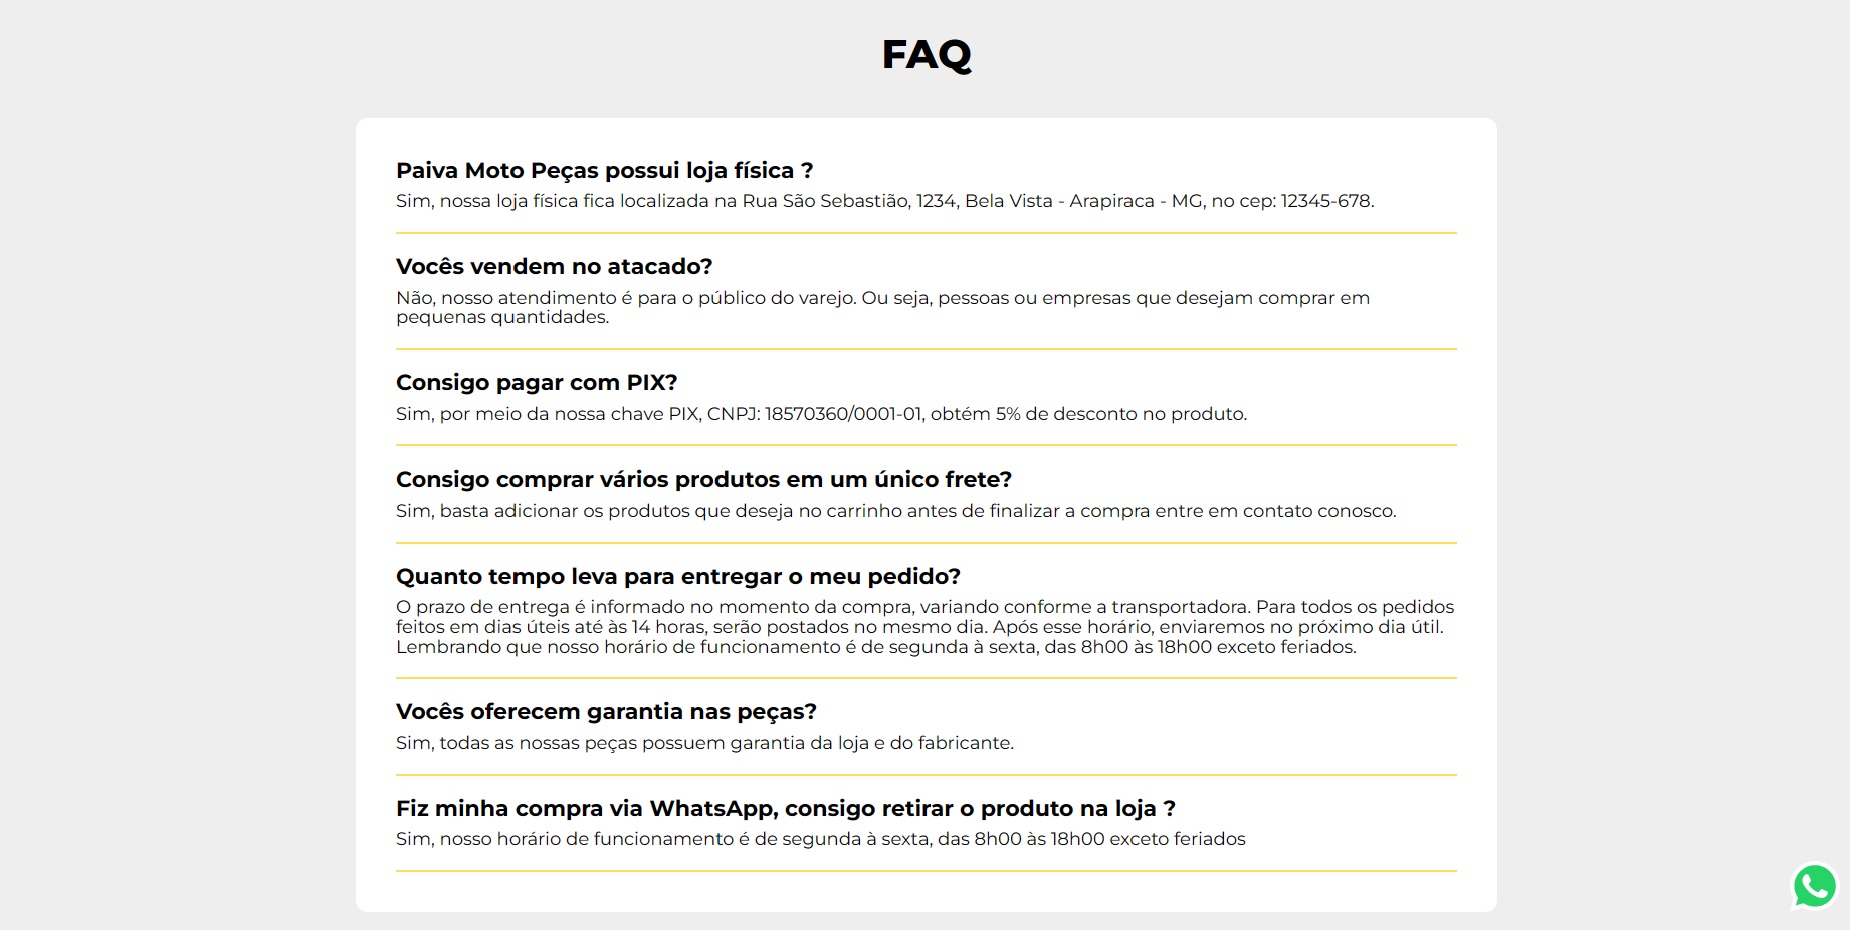 FAQ
Paiva Moto Peças possui loja física ?
Sim, nossa loja física fica localizada na Rua São Sebastião, 1234, Bela Vista - Arapiraca - MG, no cep: 12345-678.
Vocês vendem no atacado?
Não, nosso atendimento é para o público do varejo. Ou seja, pessoas ou empresas que desejam comprar em
pequenas quantidades.
Consigo pagar com PIX?
Sim, por meio da nossa chave PIX, CNPJ: 18570360/0001-01, obtém 5% de desconto no produto.
Consigo comprar vários produtos em um único frete?
Sim, basta adicionar os produtos que deseja no carrinho antes de finalizar a compra entre em contato conosco.
Quanto tempo leva para entregar o meu pedido?
O prazo de entrega é informado no momento da compra, variando conforme a transportadora. Para todos os pedidos
feitos em dias úteis até às 14 horas, serão postados no mesmo dia. Após esse horário, enviaremos no próximo dia útil.
Lembrando que nosso horário de funcionamento é de segunda à sexta, das 8h00 às 18h00 exceto feriados.
Vocês oferecem garantia nas peças?
Sim, todas as nossas peças possuem garantia da loja e do fabricante.
Fiz minha compra via WhatsApp, consigo retirar o produto na loja ?
Sim, nosso horário de funcionamento é de segunda à sexta, das 8h00 às 18h00 exceto feriados